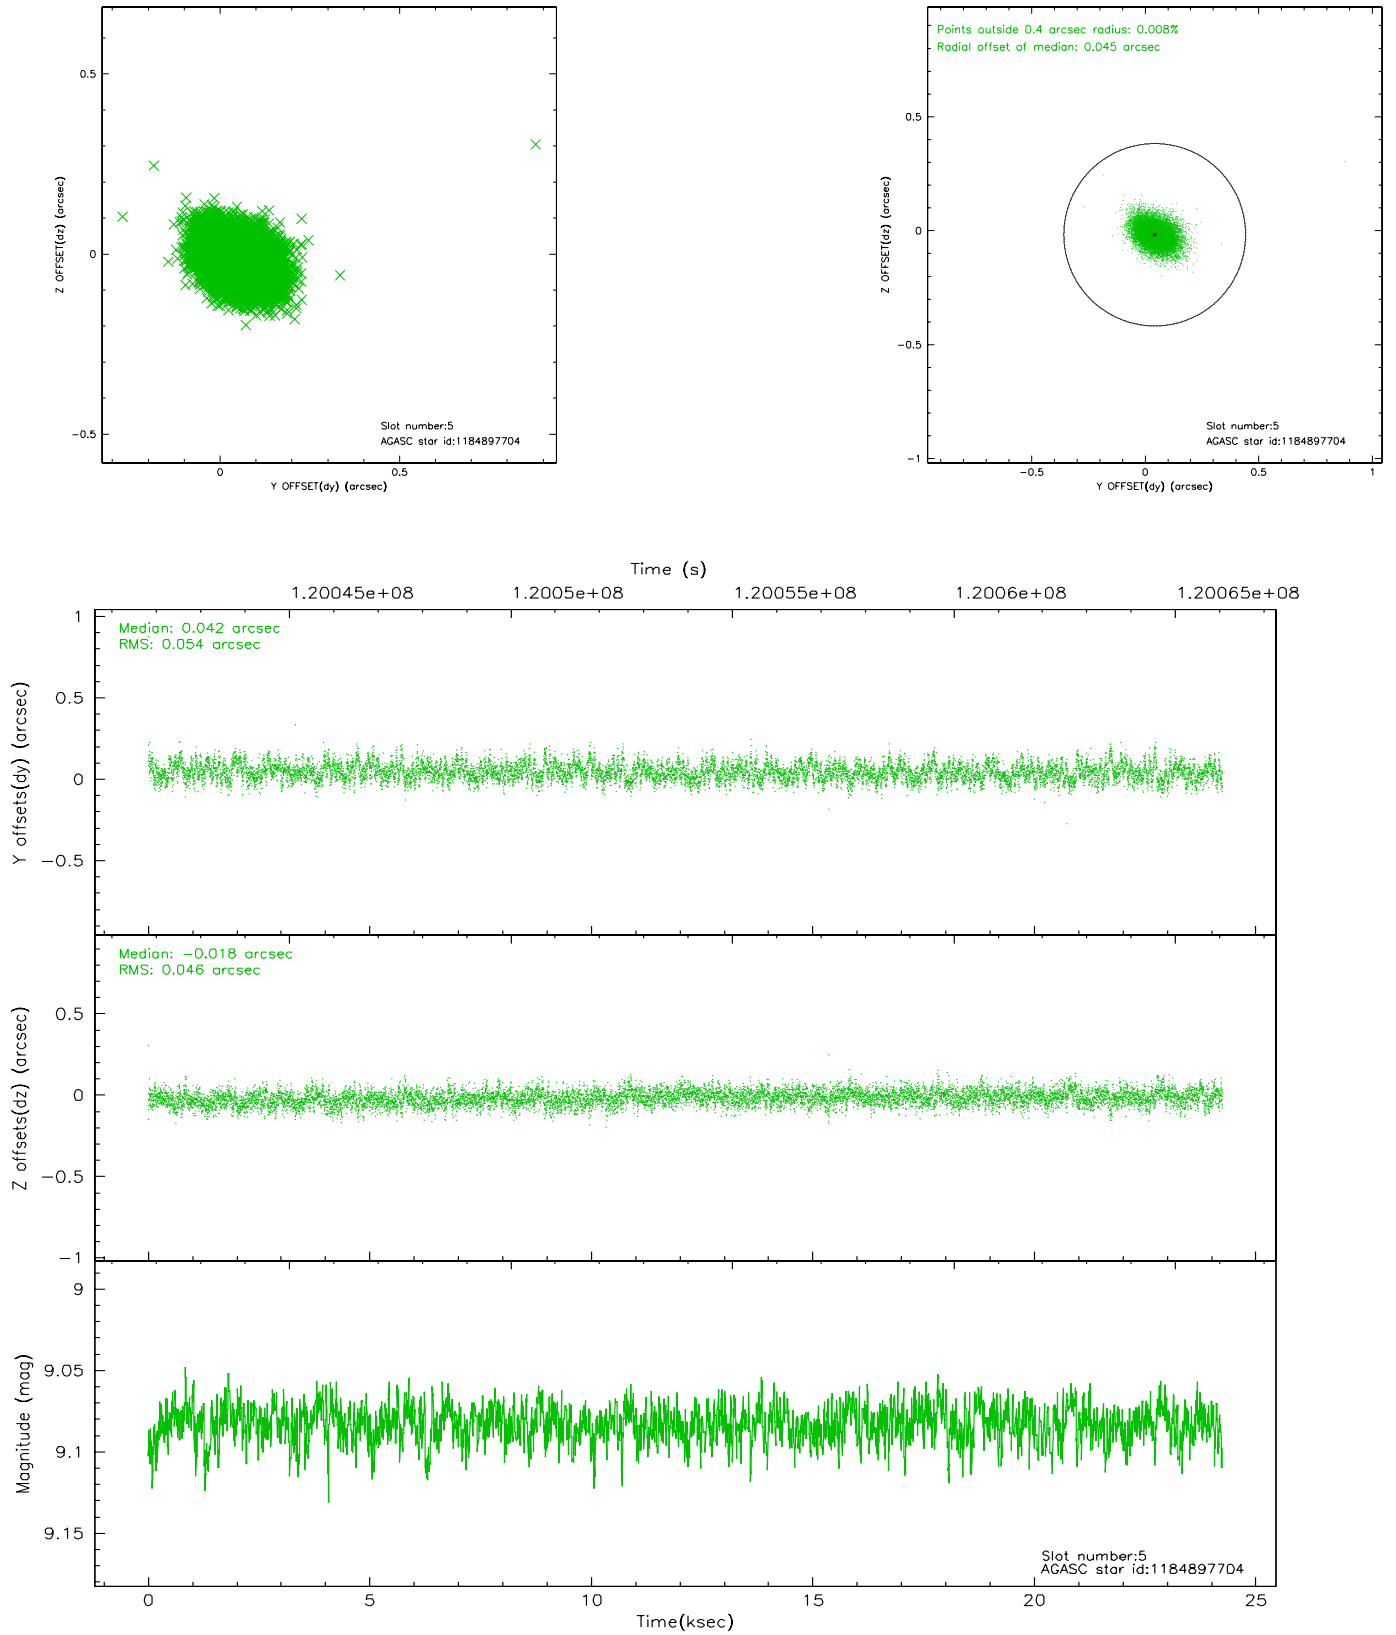 0.5
0
−0.5
Z OFFSET(dz) (arcsec)
Slot number:5
AGASC star id:1184897704
0
0.5
Y OFFSET(dy) (arcsec)
Points outside 0.4 arcsec radius: 0.008%
Radial offset of median: 0.045 arcsec
0.5
0
−0.5
−1
Z OFFSET(dz) (arcsec)
Slot number:5
AGASC star id:1184897704
−0.5
0
0.5
1
Y OFFSET(dy) (arcsec)
Time (s)
1.20045e+08
1.2005e+08
1.20055e+08
1.2006e+08
1.20065e+08
Median: 0.042 arcsec
RMS: 0.054 arcsec
1
0.5
0
−0.5
Y offsets(dy) (arcsec)
Median: −0.018 arcsec
RMS: 0.046 arcsec
0.5
0
−0.5
−1
Z offsets(dz) (arcsec)
9
9.05
9.1
9.15
Magnitude (mag)
Slot number:5
AGASC star id:1184897704
0
5
10
15
20
25
Time(ksec)